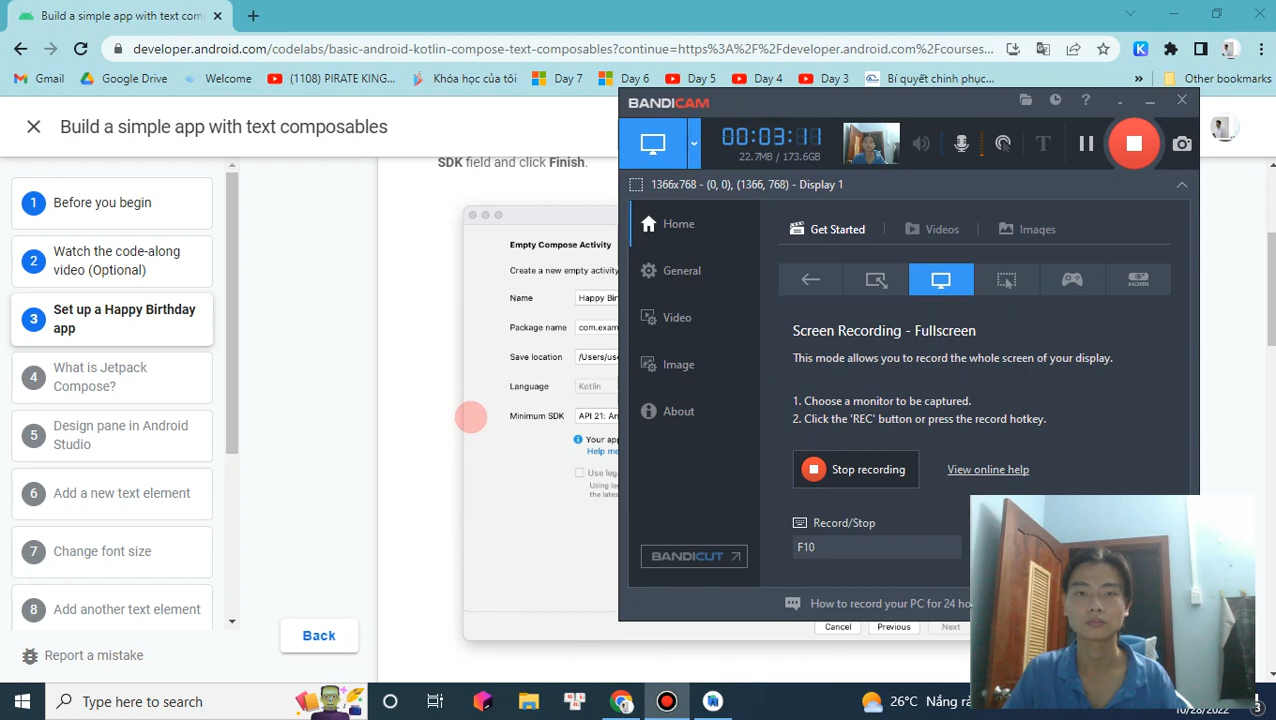 Build a simple app with text com
developer.android.com/codelabs/basic-android-kotlin-compose-text-composables?continue=https%3A%2F%2Fdeveloper.android.com%2Fcourses...
Gmail
Google Drive
Welcome
(1108) PIRATE KING...
Khóa học của tôi
Day 7
Day 6
Day 5
Day 4
Day 3
Bí quyết chinh phục...
»
Other bookmarks
Build a simple app with text composables
1 Before you begin
2 Watch the code-along
video (Optional)
3 Set up a Happy Birthday
app
4 What is Jetpack
Compose?
5 Design pane in Android
Studio
6 Add a new text element
7 Change font size
8 Add another text element
Report a mistake
Back
SDK field and click Finish.
Empty Compose Activity
Create a new empty activity
Name Happy Bir
Package name com.exam
Save location /Users/use
Language Kotlin
Minimum SDK API 21: An
Your app
Help me
Use leg
Using leg
the lates
Cancel
Previous
Next
BANDICAM
00:03:11
22.7MB / 173.6GB
1366x768 - (0, 0), (1366, 768) - Display 1
Home
General
Video
Image
About
BANDICUT
Get Started
Videos
Images
HDMI
Screen Recording - Fullscreen
This mode allows you to record the whole screen of your display.
1. Choose a monitor to be captured.
2. Click the 'REC' button or press the record hotkey.
Stop recording
View online help
Record/Stop
F10
How to record your PC for 24 ho
Type here to search
26°C Nắng rả
10/28/2022
3